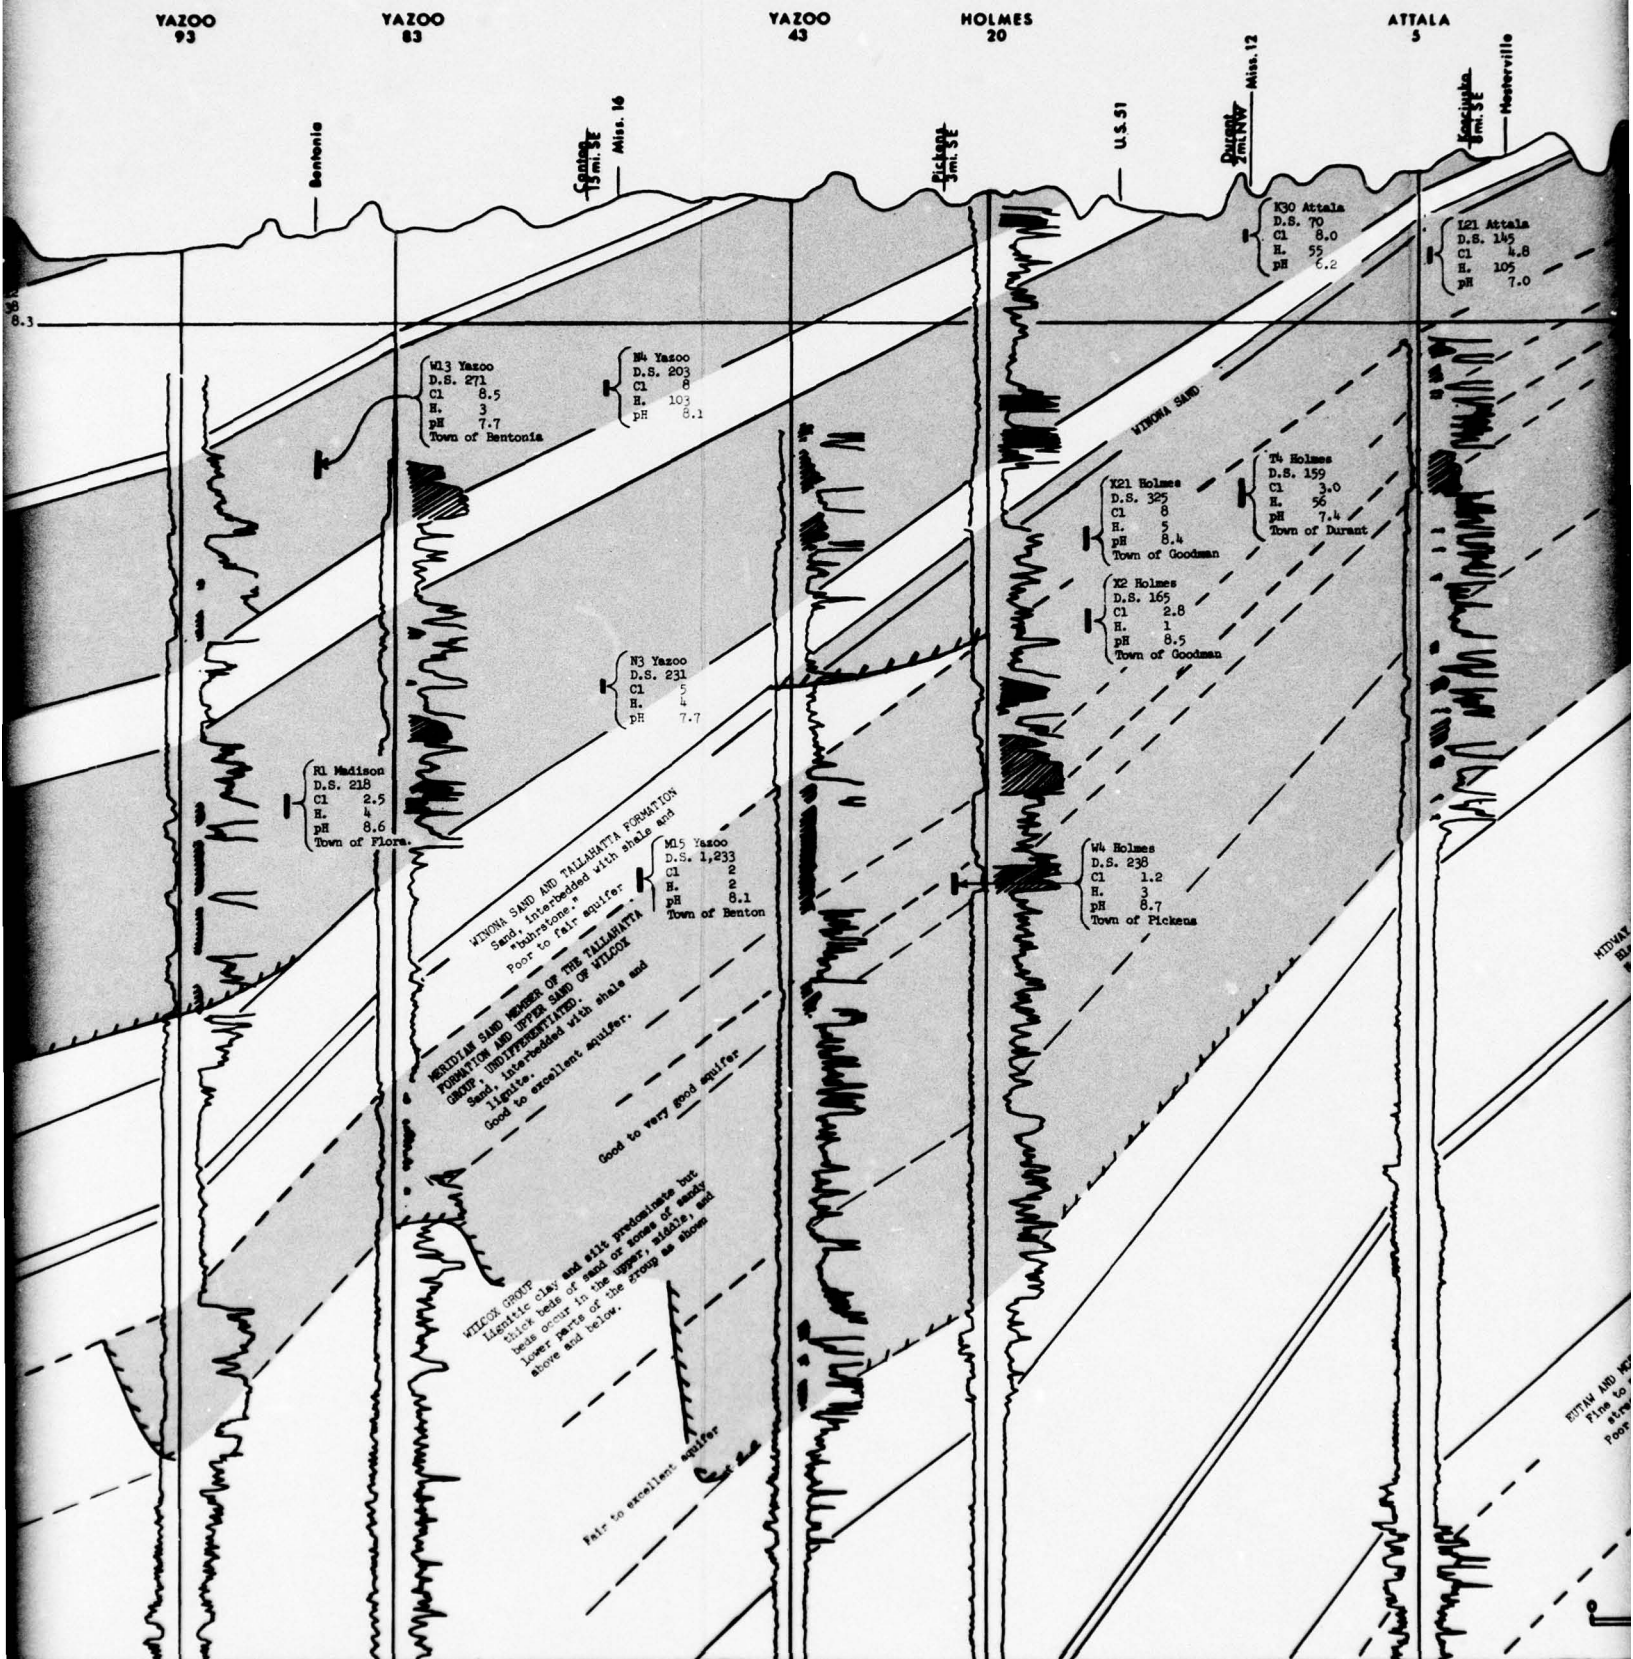 YAZOO
93
YAZOO
83
YAZOO
43
HOLMES
20
ATTALA
5
Bentonia
Canton
15 mi. SE
Miss. 16
Pickens
3mi. SE
U.S. 51
Durant
2mi. NW
Miss. 12
Kosciusko
8mi. SE
Hesterville
8.3
K30 Attala
D.S. 70
Cl 8.0
H. 55
pH 6.2
L21 Attala
D.S. 145
Cl 4.8
H. 105
pH 7.0
W13 Yazoo
D.S. 271
Cl 8.5
H. 3
pH 7.7
Town of Bentonia
N4 Yazoo
D.S. 203
Cl 8
H. 103
pH 8.1
WINONA SAND
X21 Holmes
D.S. 325
Cl 8
H. 5
pH 8.4
Town of Goodman
T4 Holmes
D.S. 159
Cl 3.0
H. 56
pH 7.4
Town of Durant
X2 Holmes
D.S. 165
Cl 2.8
H. 1
pH 8.5
Town of Goodman
N3 Yazoo
D.S. 231
Cl 5
H. 4
pH 7.7
R1 Madison
D.S. 218
Cl 2.5
H. 4
pH 8.6
Town of Flora.
WINONA SAND AND TALLAHATTA FORMATION
Sand, interbedded with shale and
"buhrstone."
Poor to fair aquifer
M15 Yazoo
D.S. 1,233
Cl 2
H. 2
pH 8.1
Town of Benton
W4 Holmes
D.S. 238
Cl 1.2
H. 3
pH 8.7
Town of Pickens
MERIDIAN SAND MEMBER OF THE TALLAHATTA
FORMATION AND UPPER SAND OF WILCOX
GROUP, UNDIFFERENTIATED.
Sand, interbedded with shale and
lignite.
Good to excellent aquifer.
Good to very good aquifer
WILCOX GROUP
Lignitic clay and silt predominate but
thick beds of sand or zones of sandy
beds occur in the upper, middle, and
lower parts of the group as shown
above and below.
Fair to excellent aquifer
MIDWAY
EUTAW AND
Fine to
Poor